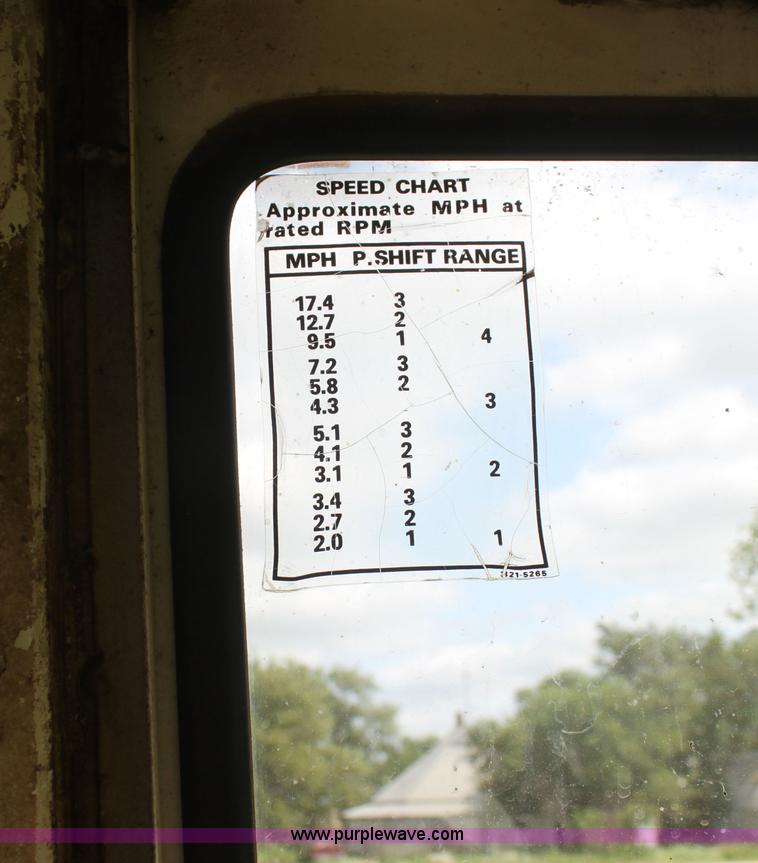 SPEED CHART
Approximate MPH at
rated RPM
MPH P.SHIFT RANGE
17.4 3
12.7 2
9.5 1 4
7.2 3
5.8 2
4.3 3
5.1 3
4.1 2
3.1 1 2
3.4 3
2.7 2
2.0 1 1
321-5265
www.purplewave.com